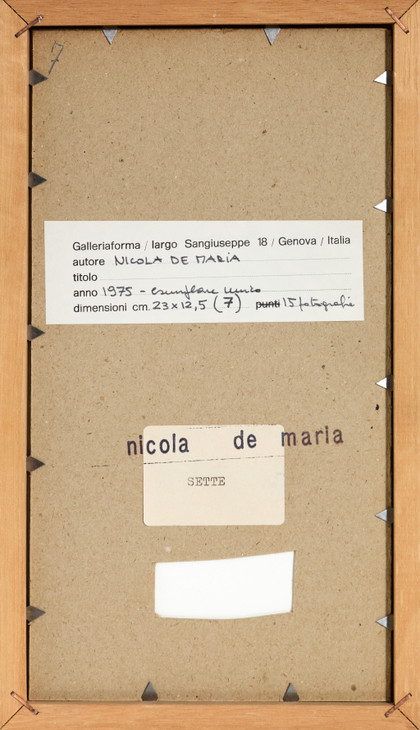 7
Galleriaforma / largo Sangiuseppe 18 / Genova / Italia
autore NICOLA DE MARIA
titolo
anno 1975 - esemplare unico
dimensioni cm. 23 x 12,5 (7) punti 15 fotografie
nicola de maria
SETTE